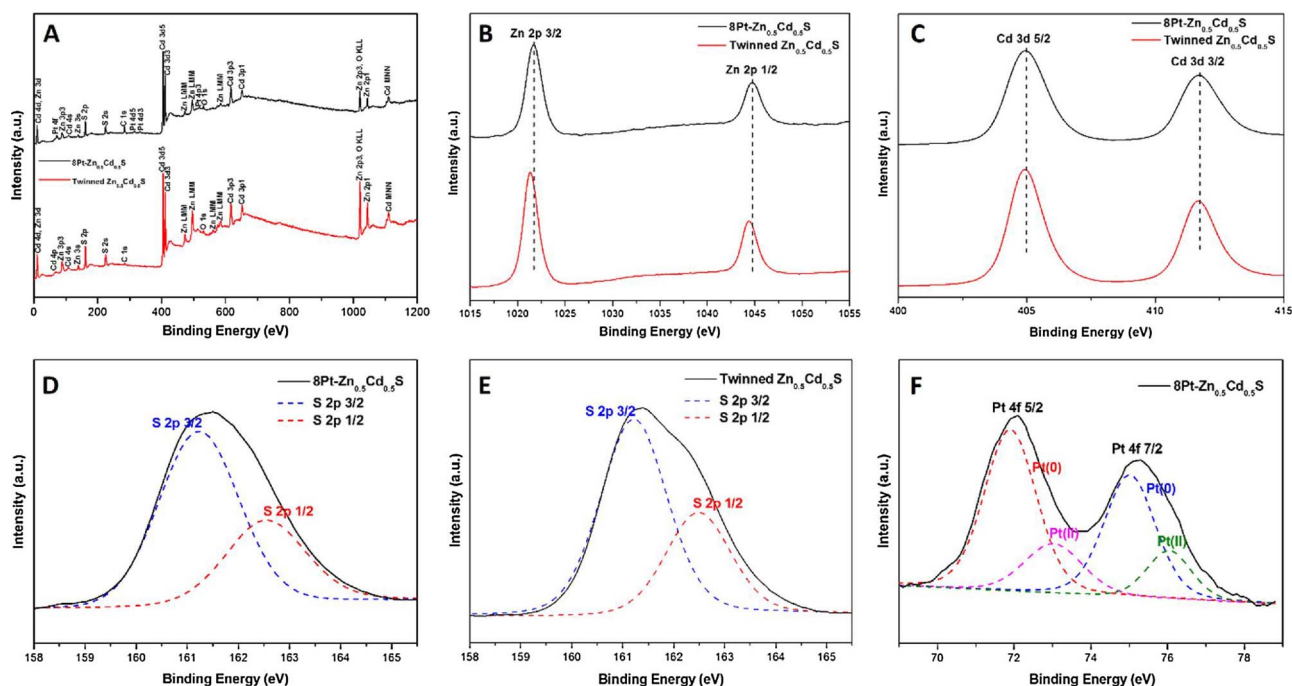 A
8Pt-Zn0.5Cd0.5S
Twinned Zn0.5Cd0.5S
Cd 4d, Zn 3d
Pt 4f
Zn 3p3
Cd 4s
Zn 3s
S 2p
S 2s
C 1s
Pt 4d5
Pt 4d3
Cd 3d5
Cd 3d3
Zn LMM
Zn LMM
Pt 4p3
O 1s
Zn LMM
Cd 3p3
Cd 3p1
Zn 2p3, O KLL
Zn 2p1
Cd MNN
Cd 4d, Zn 3d
Cd 4p
Zn 3p3
Cd 4s
Zn 3s
S 2p
S 2s
C 1s
Cd 3d5
Cd 3d3
Zn LMM
Zn LMM
O 1s
Zn LMM
Zn LMM
Cd 3p3
Cd 3p1
Zn 2p3, O KLL
Zn 2p1
Cd MNN
Intensity (a.u.)
0 200 400 600 800 1000 1200
Binding Energy (eV)
B
8Pt-Zn0.5Cd0.5S
Twinned Zn0.5Cd0.5S
Zn 2p 3/2
Zn 2p 1/2
Intensity (a.u.)
1015 1020 1025 1030 1035 1040 1045 1050 1055
Binding Energy (eV)
C
8Pt-Zn0.5Cd0.5S
Twinned Zn0.5Cd0.5S
Cd 3d 5/2
Cd 3d 3/2
Intensity (a.u.)
400 405 410 415
Binding Energy (eV)
D
8Pt-Zn0.5Cd0.5S
S 2p 3/2
S 2p 1/2
S 2p 3/2
S 2p 1/2
Intensity (a.u.)
158 159 160 161 162 163 164 165
Binding Energy (eV)
E
Twinned Zn0.5Cd0.5S
S 2p 3/2
S 2p 1/2
S 2p 3/2
S 2p 1/2
Intensity (a.u.)
158 159 160 161 162 163 164 165
Binding Energy (eV)
F
8Pt-Zn0.5Cd0.5S
Pt 4f 5/2
Pt 4f 7/2
Pt(0)
Pt(0)
Pt(II)
Pt(II)
Intensity (a.u.)
70 72 74 76 78
Binding Energy (eV)